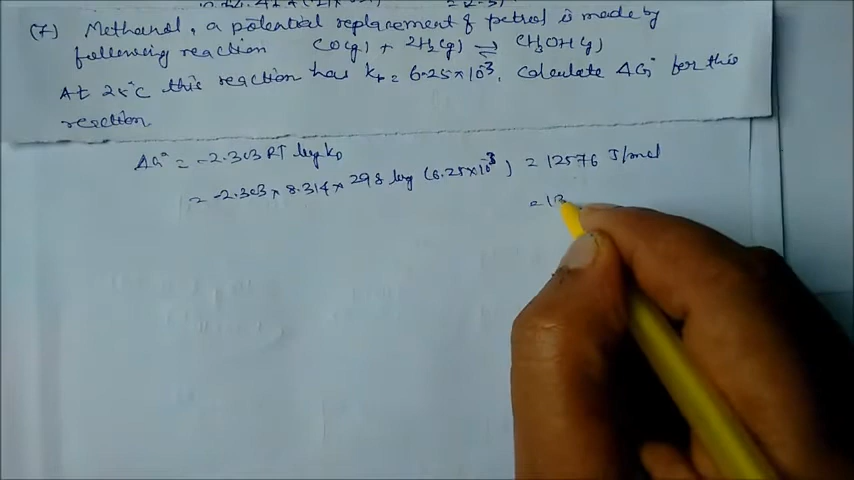 (7) Methanol, a potential replacement of petrol is made by
following reaction CO(g) + 2H2(g) ⇌ CH3OH(g)
At 25°C this reaction has kp = 6.25×10^-3, Calculate ΔG° for this
reaction
ΔG° = -2.303 RT log kp
= -2.303 × 8.314 × 298 log (6.25×10^-3) = 12576 J/mol
= 12